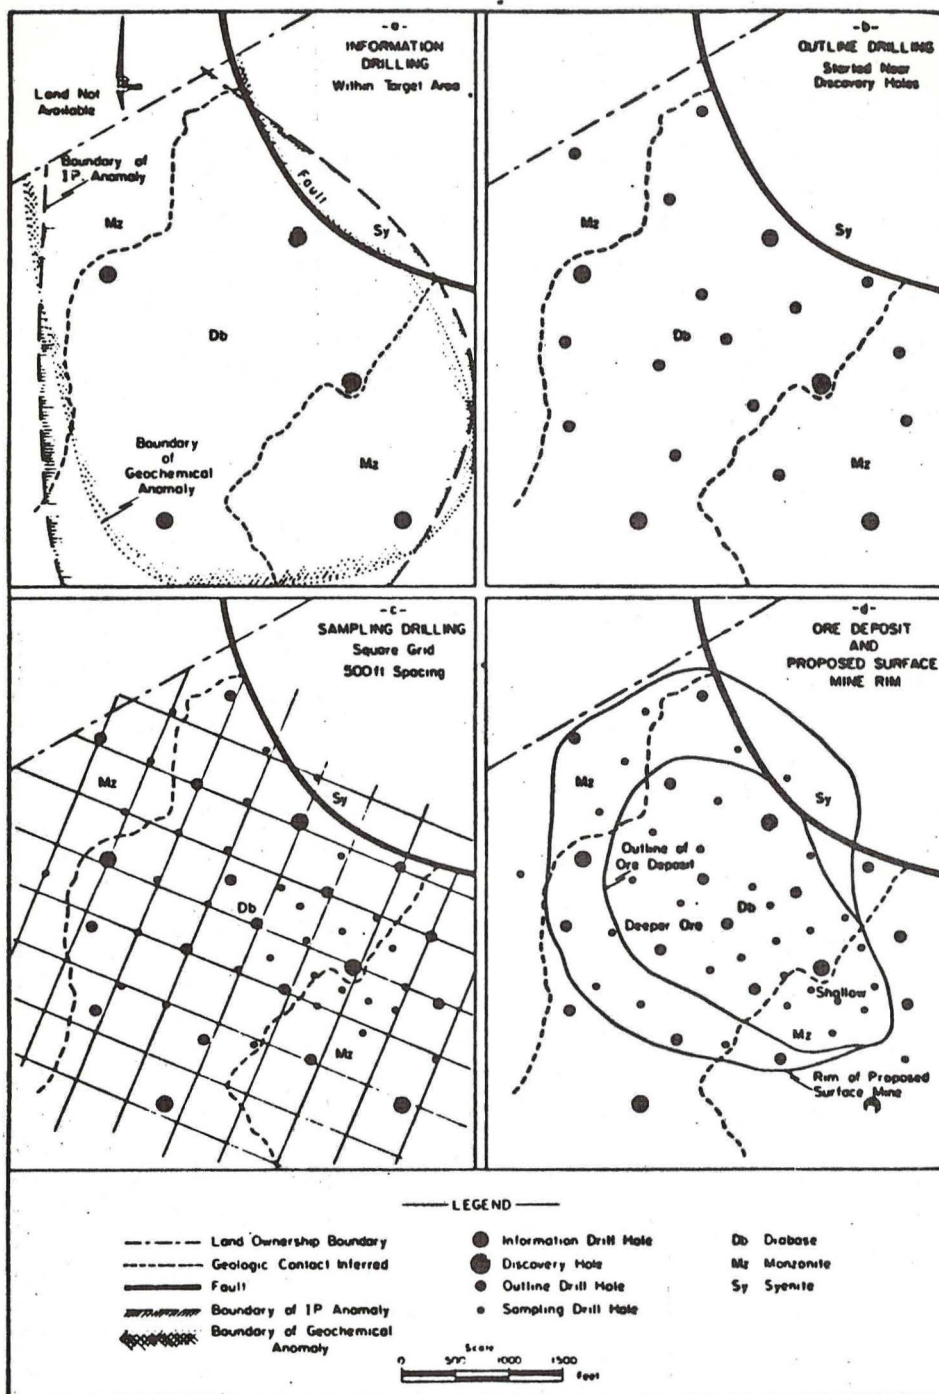 -a-
INFORMATION
DRILLING
Within Target Area
Land Not
Available
Boundary of
I.P. Anomaly
Mz
Fault
Sy
Db
Boundary
of
Geochemical
Anomaly
Mz
-b-
OUTLINE DRILLING
Started Near
Discovery Holes
Mz
Sy
Db
Mz
-c-
SAMPLING DRILLING
Square Grid
500 ft Spacing
Mz
Sy
Db
Mz
-d-
ORE DEPOSIT
AND
PROPOSED SURFACE
MINE RIM
Mz
Sy
Outline of
Ore Deposit
Db
Deeper Ore
Shallow
Mz
Rim of Proposed
Surface Mine
LEGEND
Land Ownership Boundary
Geologic Contact Inferred
Fault
Boundary of IP Anomaly
Boundary of Geochemical
Anomaly
Information Drill Hole
Discovery Hole
Outline Drill Hole
Sampling Drill Hole
Db Diabase
Mz Monzonite
Sy Syenite
Scale
0 500 1000 1500
Feet